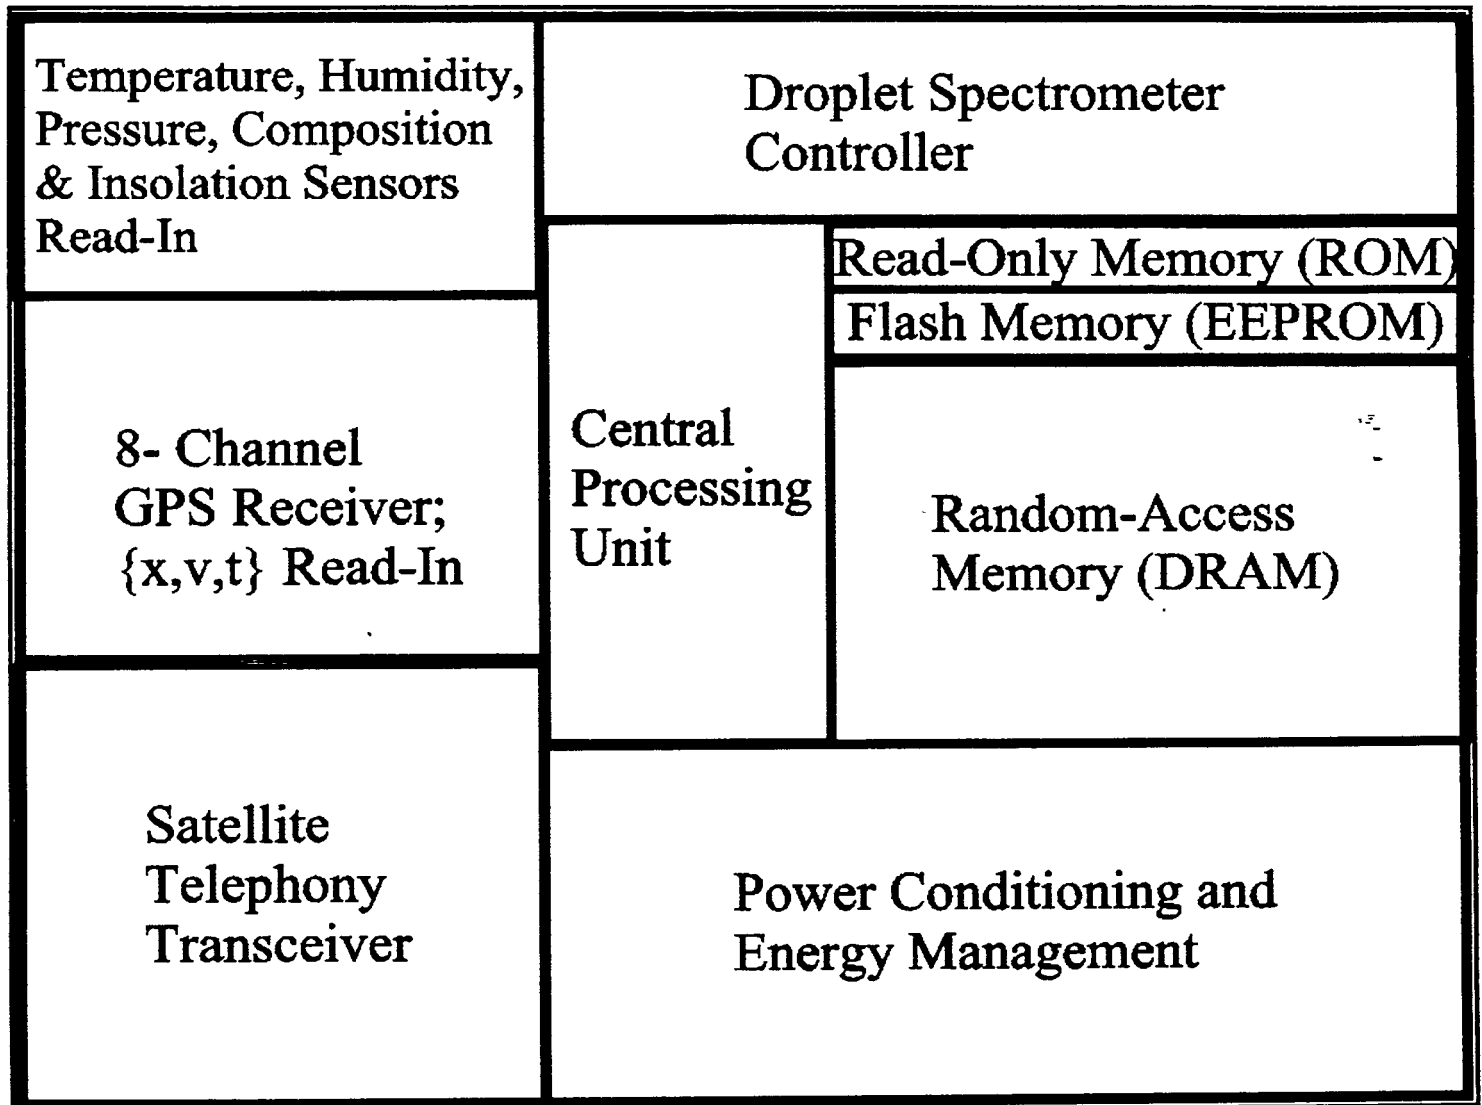 Temperature, Humidity,
Pressure, Composition
& Insolation Sensors
Read-In
Droplet Spectrometer
Controller
Read-Only Memory (ROM)
Flash Memory (EEPROM)
8- Channel
GPS Receiver;
{x,v,t} Read-In
Central
Processing
Unit
Random-Access
Memory (DRAM)
Satellite
Telephony
Transceiver
Power Conditioning and
Energy Management